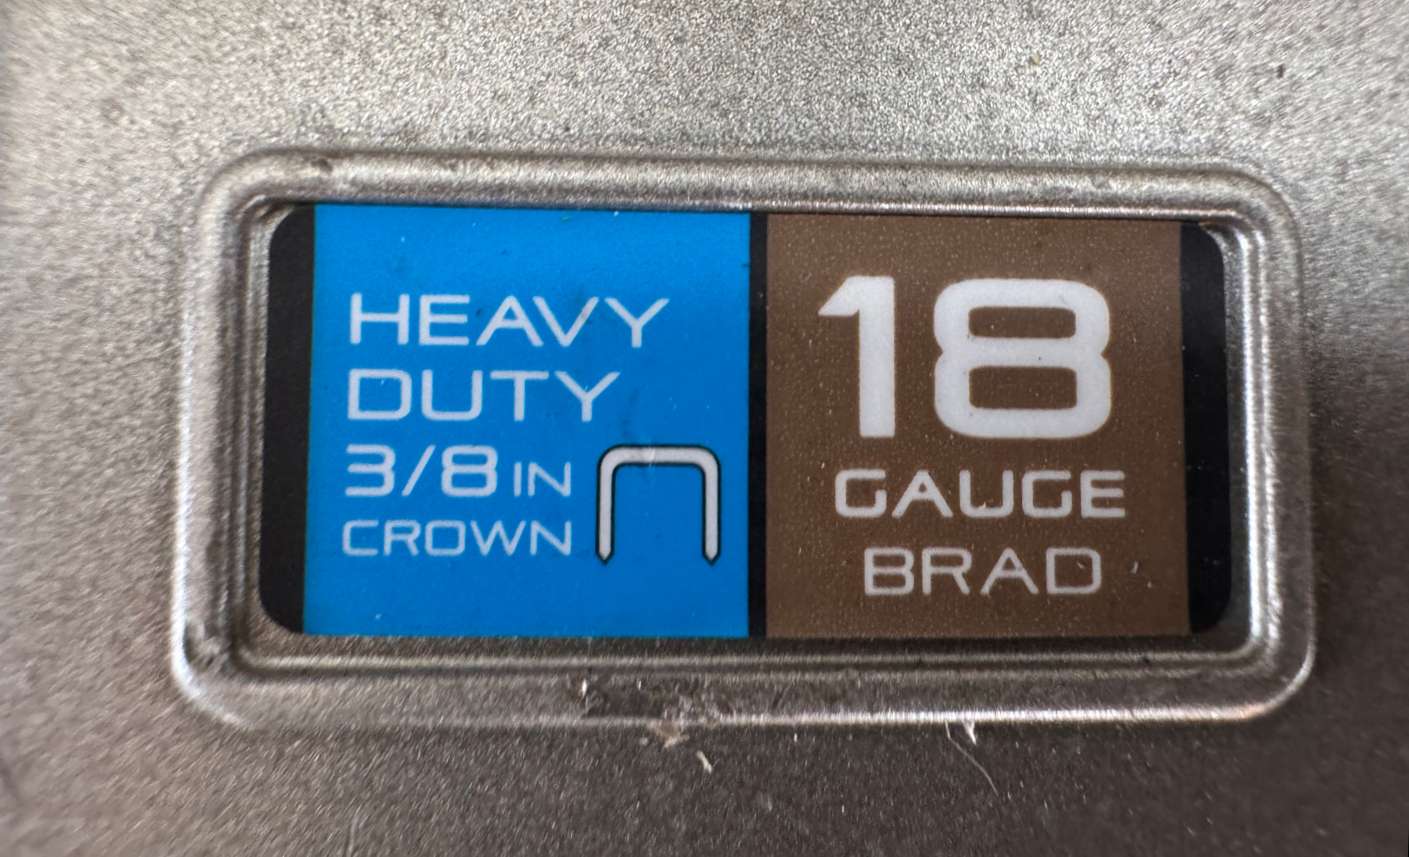 HEAVY
DUTY
3/8 IN
CROWN
18
GAUGE
BRAD